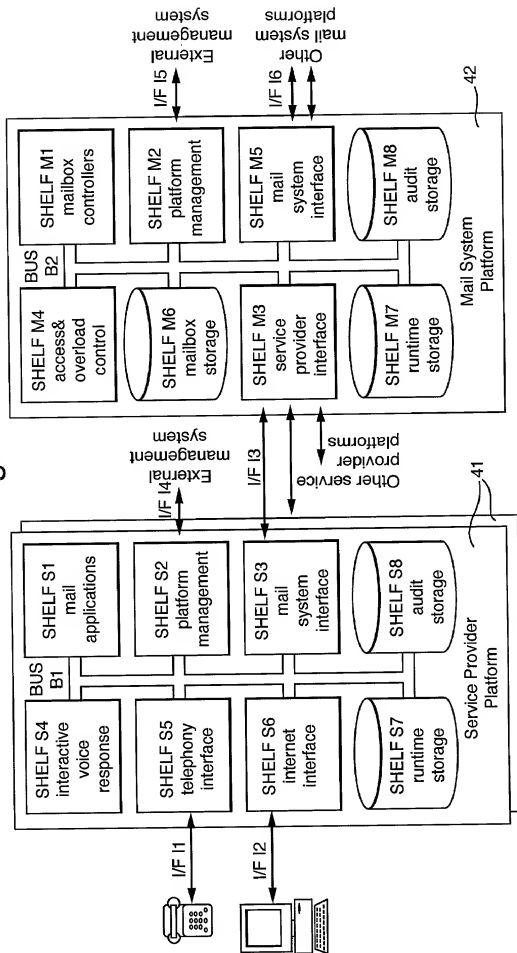 I/F I1
I/F I2
SHELF S4
interactive
voice
response
BUS
B1
SHELF S1
mail
applications
SHELF S5
telephony
interface
SHELF S2
platform
management
SHELF S6
internet
interface
SHELF S3
mail
system
interface
SHELF S7
runtime
storage
SHELF S8
audit
storage
Service Provider
Platform
41
I/F I4
External
management
system
I/F I3
Other service
provider
platforms
SHELF M4
access&
overload
control
BUS
B2
SHELF M1
mailbox
controllers
SHELF M6
mailbox
storage
SHELF M2
platform
management
SHELF M3
service
provider
interface
SHELF M5
mail
system
interface
SHELF M7
runtime
storage
SHELF M8
audit
storage
Mail System
Platform
42
I/F I5
External
management
system
I/F I6
Other
mail system
platforms